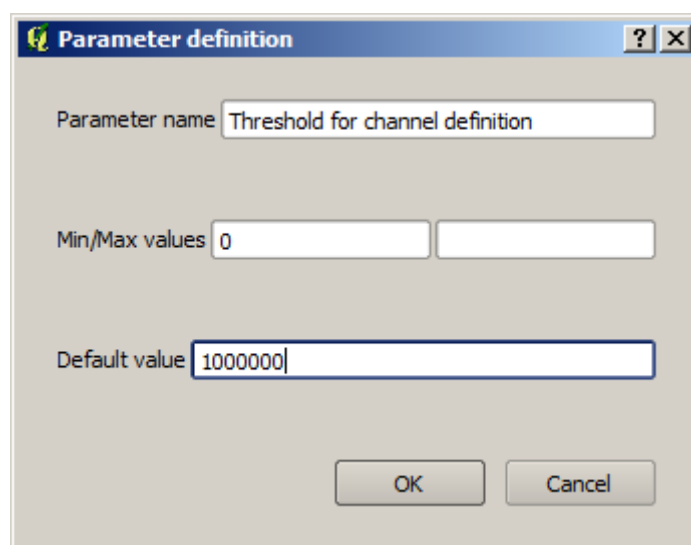 Parameter definition ? X
Parameter name Threshold for channel definition
Min/Max values 0
Default value 1000000
OK Cancel